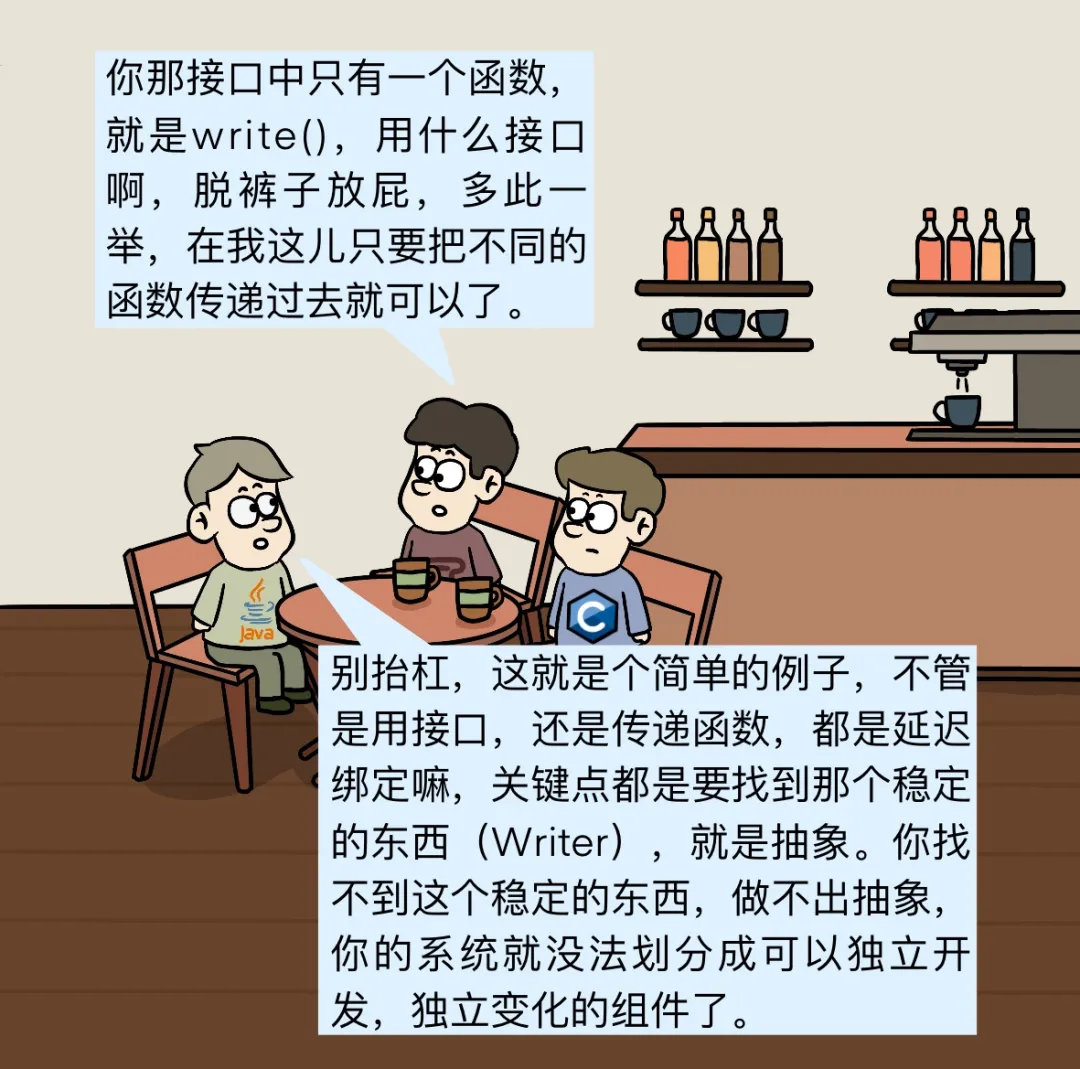 你那接口中只有一个函数，
就是write()，用什么接口
啊，脱裤子放屁，多此一
举，在我这儿只要把不同的
函数传递过去就可以了。
java
C
别抬杠，这就是个简单的例子，不管
是用接口，还是传递函数，都是延迟
绑定嘛，关键点都是要找到那个稳定
的东西（Writer），就是抽象。你找
不到这个稳定的东西，做不出抽象，
你的系统就没法划分成可以独立开
发，独立变化的组件了。